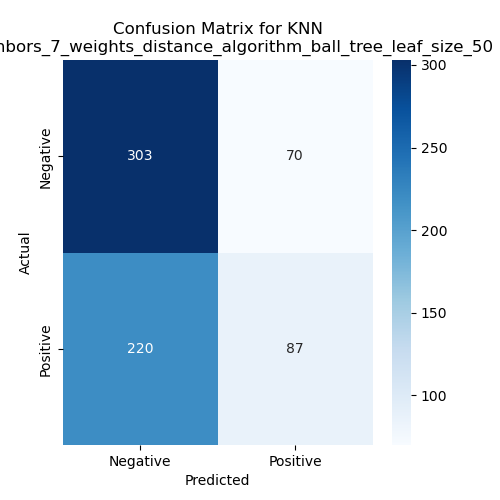 Confusion Matrix for KNN
nbors_7_weights_distance_algorithm_ball_tree_leaf_size_50
300
250
200
150
100
Actual
Negative
Positive
303
70
220
87
Negative
Positive
Predicted